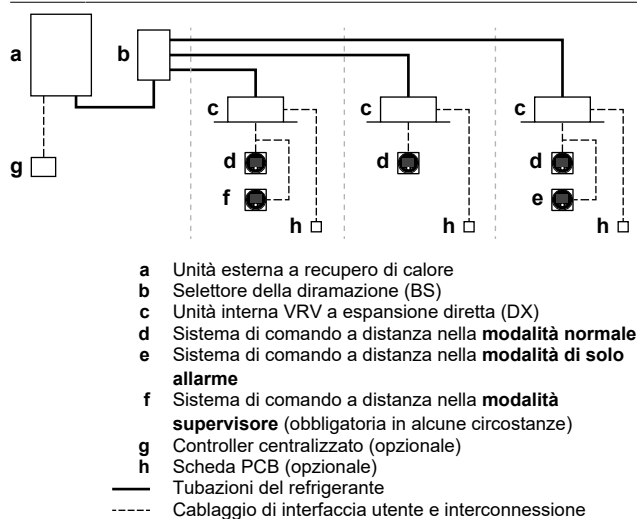 a
b
c
c
c
g
d
d
d
f
e
h
h
h
a Unità esterna a recupero di calore
b Selettore della diramazione (BS)
c Unità interna VRV a espansione diretta (DX)
d Sistema di comando a distanza nella modalità normale
e Sistema di comando a distanza nella modalità di solo
allarme
f Sistema di comando a distanza nella modalità
supervisore (obbligatoria in alcune circostanze)
g Controller centralizzato (opzionale)
h Scheda PCB (opzionale)
Tubazioni del refrigerante
Cablaggio di interfaccia utente e interconnessione